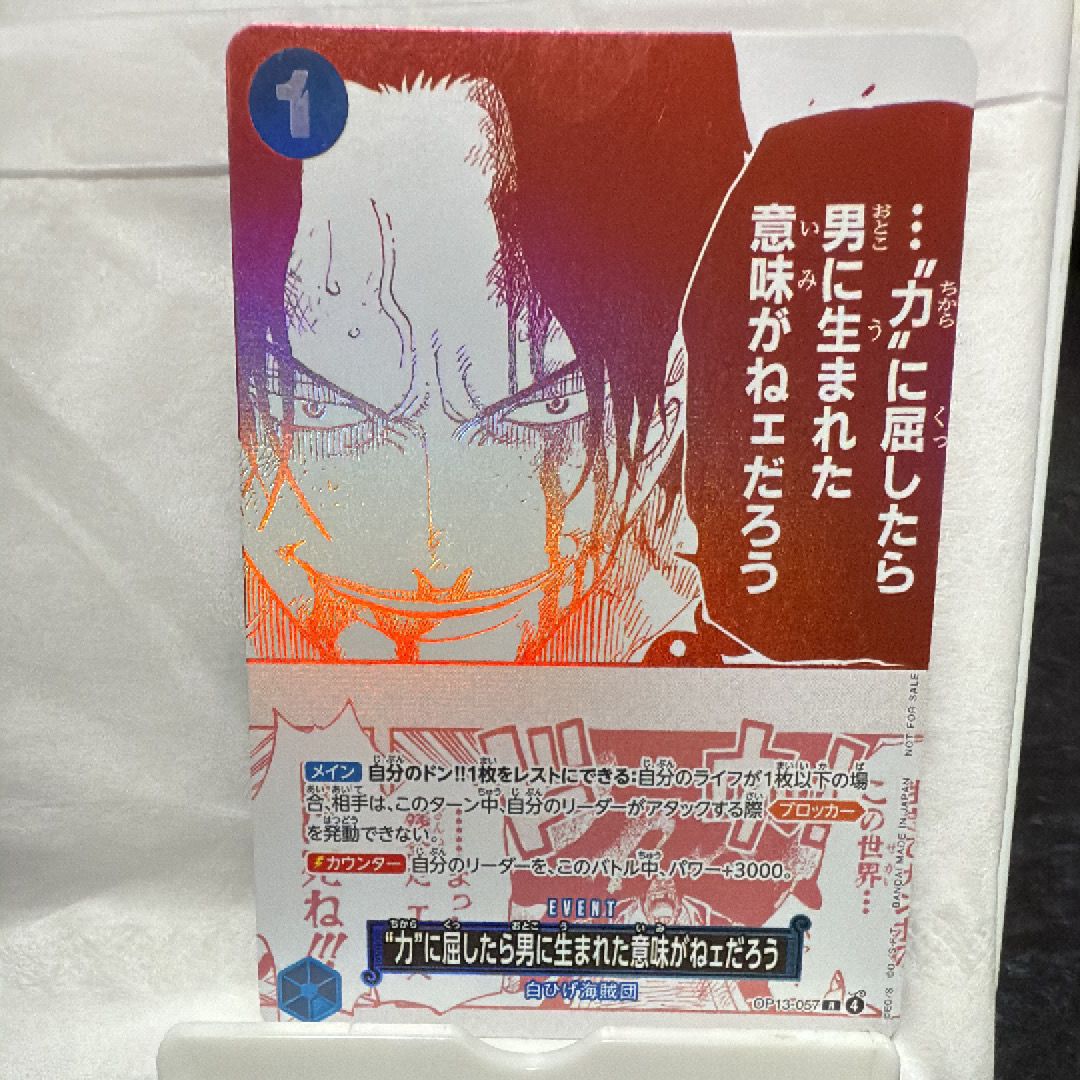 1
…“力”に屈したら
男に生まれた
意味がねェだろう
NOT FOR SALE
メイン 自分のドン!!1枚をレストにできる:自分のライフが1枚以下の場
合、相手は、このターン中、自分のリーダーがアタックする際 ブロッカー
を発動できない。
カウンター 自分のリーダーを、このバトル中、パワー+3000。
この世界…
BANDAI MADE IN JAPAN
EVENT
“力”に屈したら男に生まれた意味がねェだろう
白ひげ海賊団
OP13-057 R 4